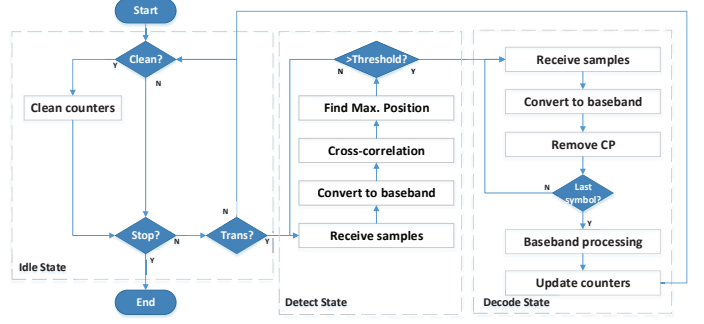 Start
Clean?
Y
N
Clean counters
Stop?
N
Y
Trans?
N
Y
Idle State
End
>Threshold?
N
Y
Find Max. Position
Cross-correlation
Convert to baseband
Receive samples
Detect State
Receive samples
Convert to baseband
Remove CP
Last
symbol?
N
Y
Baseband processing
Update counters
Decode State